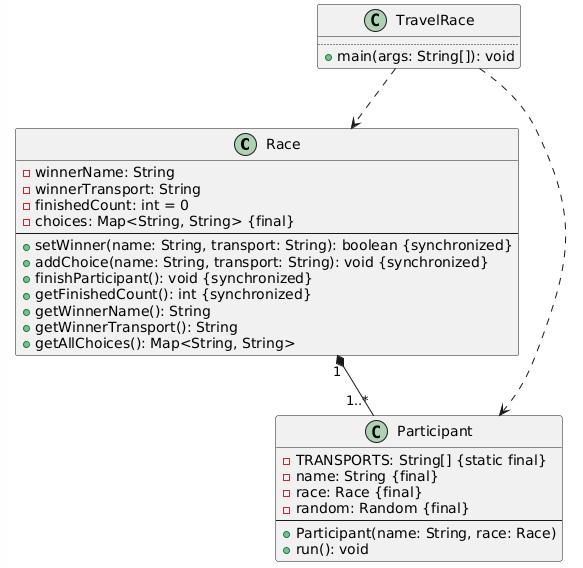 C TravelRace
main(args: String[]): void
C Race
winnerName: String
winnerTransport: String
finishedCount: int = 0
choices: Map<String, String> {final}
setWinner(name: String, transport: String): boolean {synchronized}
addChoice(name: String, transport: String): void {synchronized}
finishParticipant(): void {synchronized}
getFinishedCount(): int {synchronized}
getWinnerName(): String
getWinnerTransport(): String
getAllChoices(): Map<String, String>
1
1..*
C Participant
TRANSPORTS: String[] {static final}
name: String {final}
race: Race {final}
random: Random {final}
Participant(name: String, race: Race)
run(): void